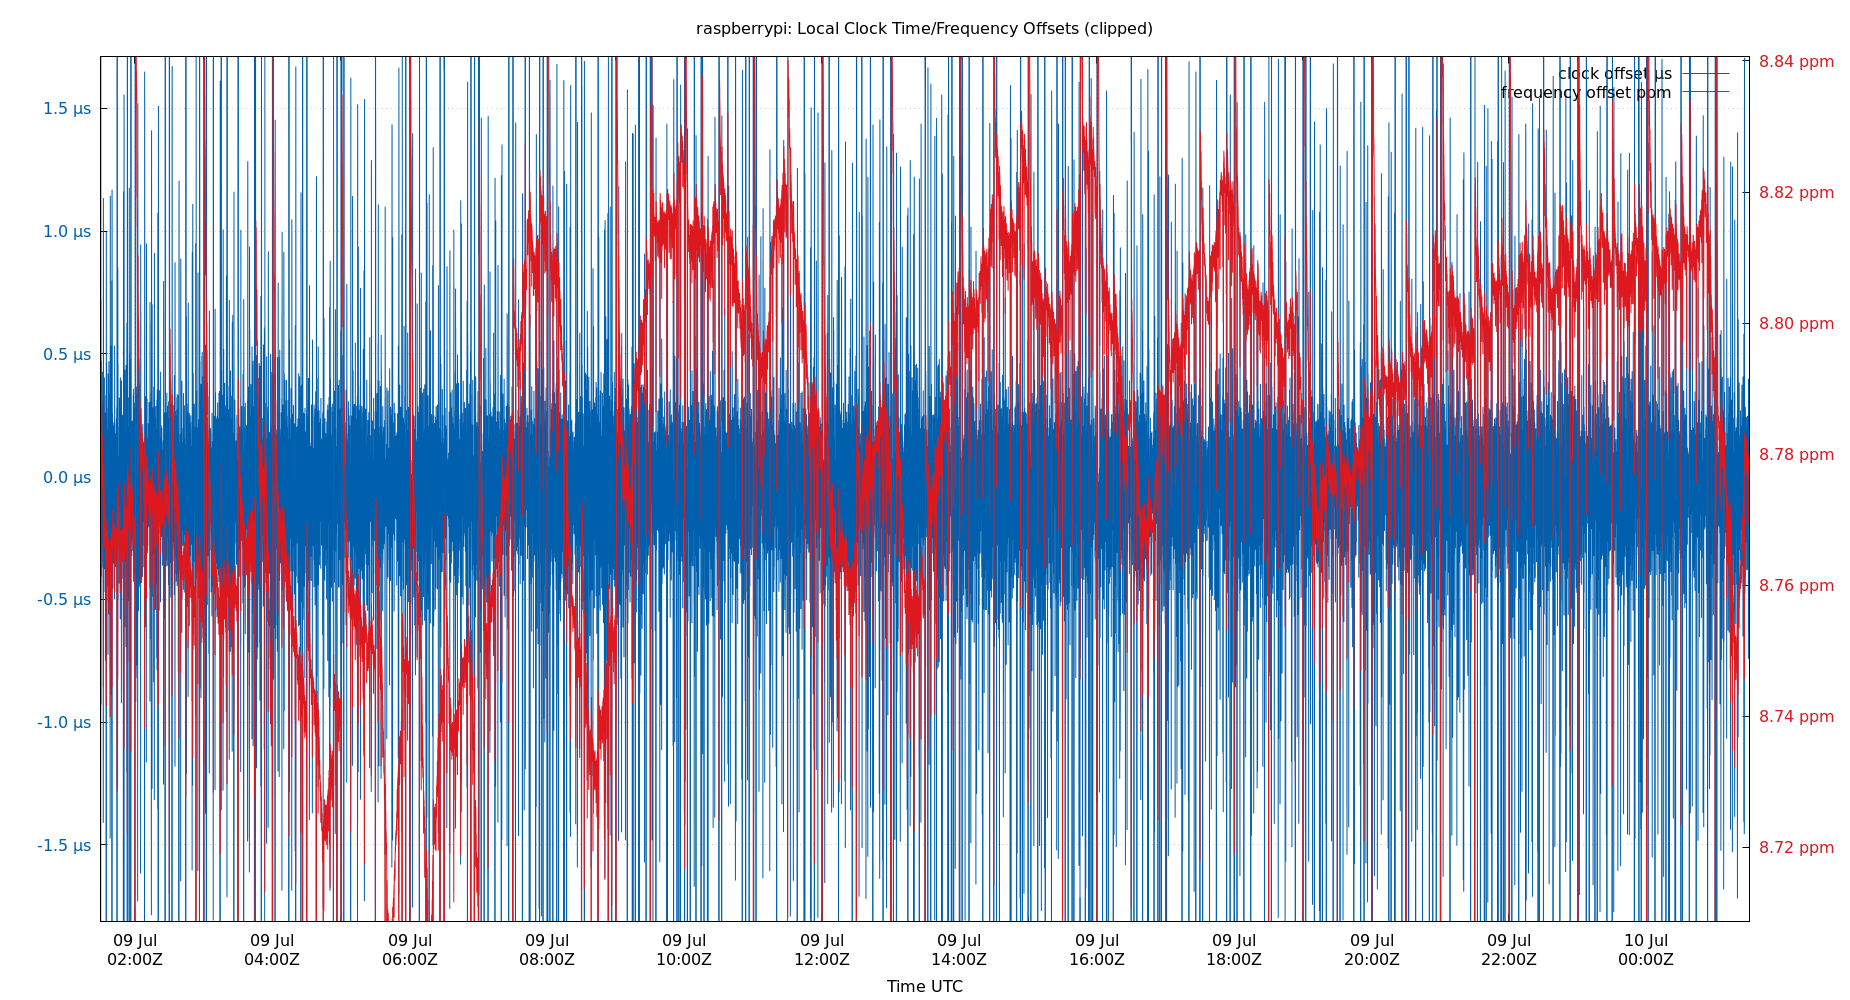 raspberrypi: Local Clock Time/Frequency Offsets (clipped)
clock offset µs
frequency offset ppm
1.5 µs
1.0 µs
0.5 µs
0.0 µs
-0.5 µs
-1.0 µs
-1.5 µs
8.84 ppm
8.82 ppm
8.80 ppm
8.78 ppm
8.76 ppm
8.74 ppm
8.72 ppm
09 Jul 09 Jul 09 Jul 09 Jul 09 Jul 09 Jul 09 Jul 09 Jul 09 Jul 09 Jul 09 Jul 10 Jul
02:00Z 04:00Z 06:00Z 08:00Z 10:00Z 12:00Z 14:00Z 16:00Z 18:00Z 20:00Z 22:00Z 00:00Z
Time UTC